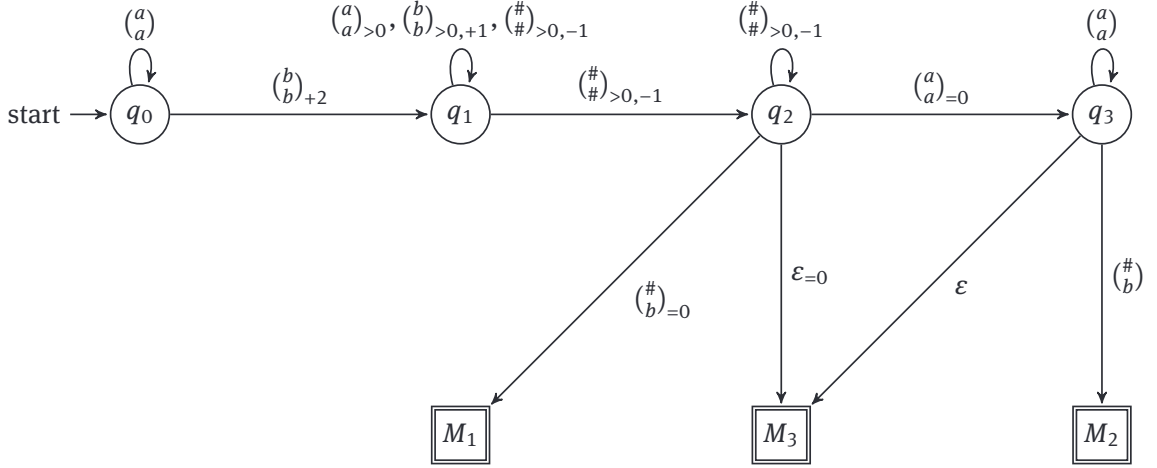 (a a) (a a)>0, (b b)>0,+1, (# #)>0,−1 (# #)>0,−1 (a a)
start q0 (b b)+2 q1 (# #)>0,−1 q2 (a a)=0 q3
(# b)=0 ε=0 ε (# b)
M1 M3 M2